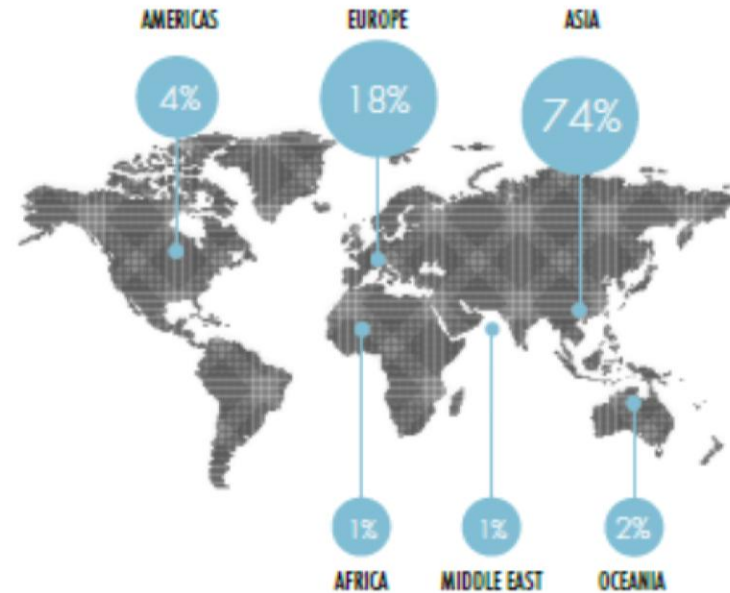 AMERICAS EUROPE ASIA
4% 18% 74%
1% 1% 2%
AFRICA MIDDLE EAST OCEANIA